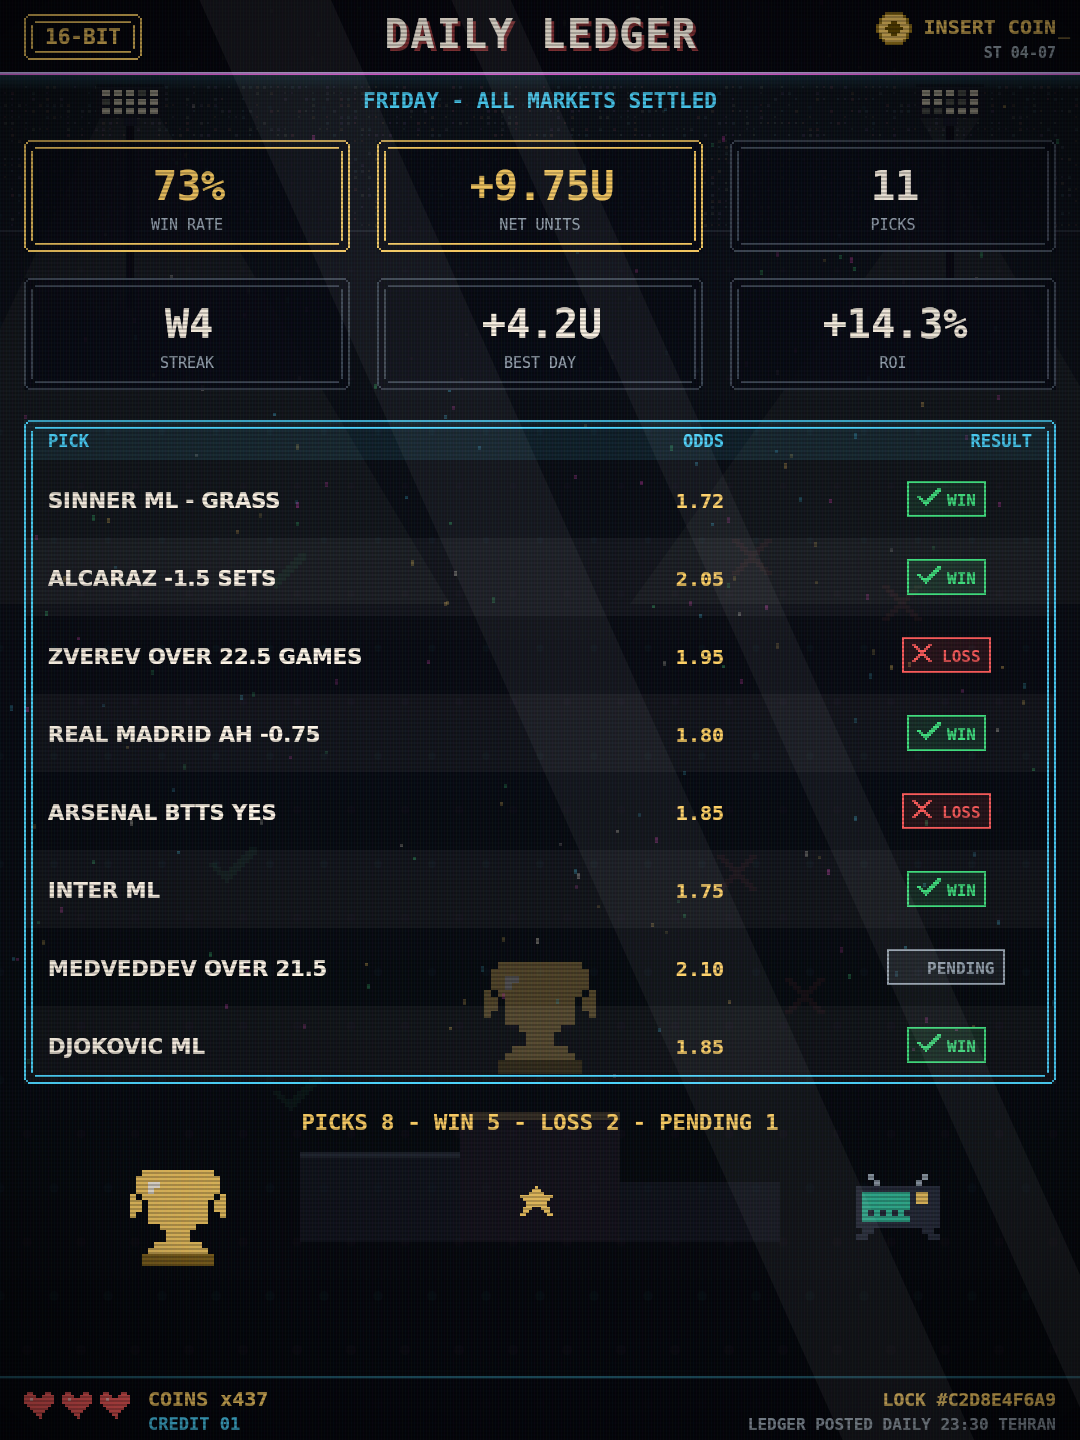 16-BIT
DAILY LEDGER
INSERT COIN_
ST 04-07
FRIDAY - ALL MARKETS SETTLED
73%
WIN RATE
+9.75U
NET UNITS
11
PICKS
W4
STREAK
+4.2U
BEST DAY
+14.3%
ROI
PICK ODDS RESULT
SINNER ML - GRASS 1.72 WIN
ALCARAZ -1.5 SETS 2.05 WIN
ZVEREV OVER 22.5 GAMES 1.95 LOSS
REAL MADRID AH -0.75 1.80 WIN
ARSENAL BTTS YES 1.85 LOSS
INTER ML 1.75 WIN
MEDVEDDEV OVER 21.5 2.10 PENDING
DJOKOVIC ML 1.85 WIN
PICKS 8 - WIN 5 - LOSS 2 - PENDING 1
COINS x437
CREDIT 01
LOCK #C2D8E4F6A9
LEDGER POSTED DAILY 23:30 TEHRAN